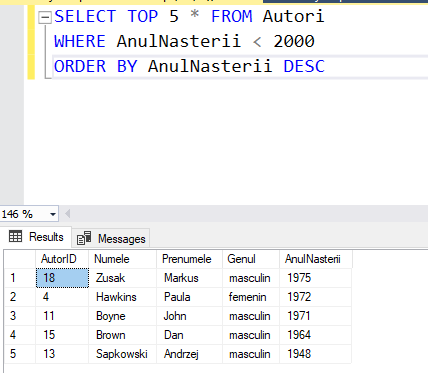 SELECT TOP 5 * FROM Autori
WHERE AnulNasterii < 2000
ORDER BY AnulNasterii DESC
146 %
Results Messages
AutorID Numele Prenumele Genul AnulNasterii
1 18 Zusak Markus masculin 1975
2 4 Hawkins Paula femenin 1972
3 11 Boyne John masculin 1971
4 15 Brown Dan masculin 1964
5 13 Sapkowski Andrzej masculin 1948